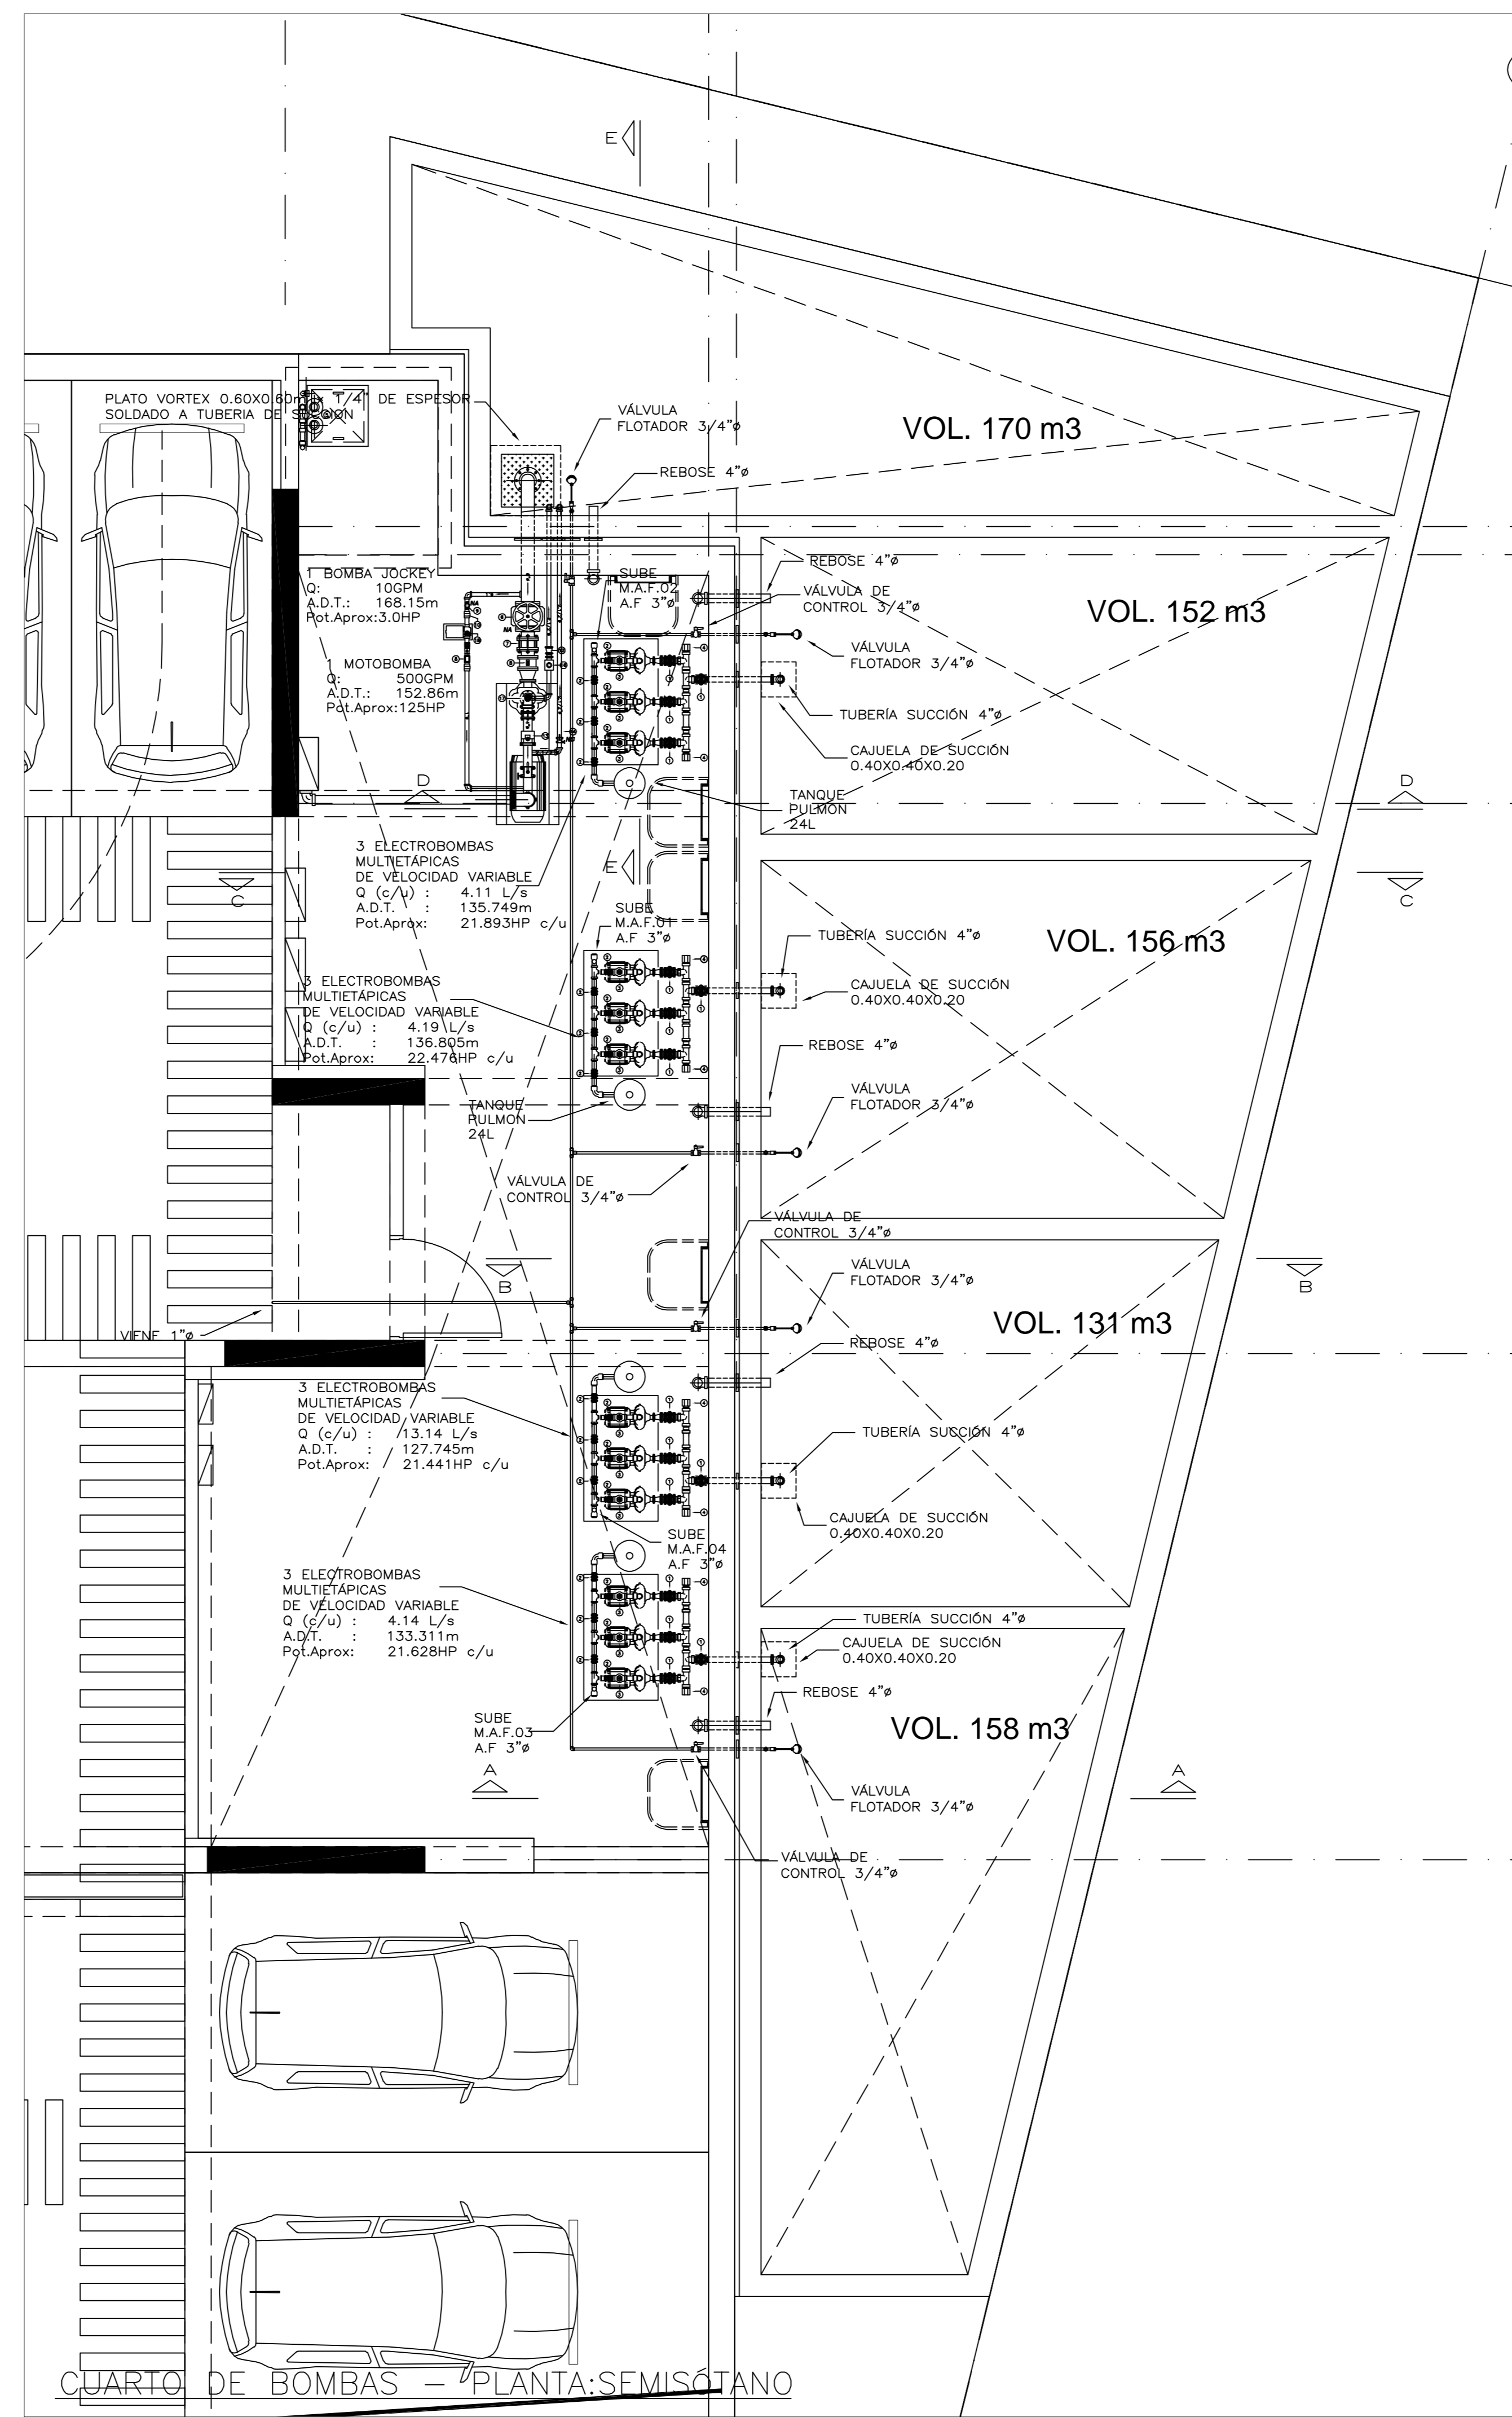 E
PLATO VORTEX 0.60X0.60m x 1/4" DE ESPESOR
SOLDADO A TUBERIA DE SUCCION
VÁLVULA
FLOTADOR 3/4"ø
REBOSE 4"ø
VOL. 170 m3
1 BOMBA JOCKEY
Q: 10GPM
A.D.T.: 168.15m
Pot.Aprox:3.0HP
SUBE
M.A.F.02
A.F 3"ø
REBOSE 4"ø
VÁLVULA DE
CONTROL 3/4"ø
VOL. 152 m3
VÁLVULA
FLOTADOR 3/4"ø
1 MOTOBOMBA
Q: 500GPM
A.D.T.: 152.86m
Pot.Aprox:125HP
TUBERÍA SUCCIÓN 4"ø
CAJUELA DE SUCCIÓN
0.40X0.40X0.20
D
D
TANQUE
PULMON
24L
3 ELECTROBOMBAS
MULTIETÁPICAS
DE VELOCIDAD VARIABLE
Q (c/u) : 4.11 L/s
A.D.T. : 135.749m
Pot.Aprox: 21.893HP c/u
E
C
C
SUBE
M.A.F.01
A.F 3"ø
TUBERÍA SUCCIÓN 4"ø
VOL. 156 m3
3 ELECTROBOMBAS
MULTIETÁPICAS
DE VELOCIDAD VARIABLE
Q (c/u) : 4.19 L/s
A.D.T. : 136.805m
Pot.Aprox: 22.476HP c/u
CAJUELA DE SUCCIÓN
0.40X0.40X0.20
REBOSE 4"ø
TANQUE
PULMON
24L
VÁLVULA
FLOTADOR 3/4"ø
VÁLVULA DE
CONTROL 3/4"ø
VÁLVULA DE
CONTROL 3/4"ø
VÁLVULA
FLOTADOR 3/4"ø
B
B
VIENE 1"ø
VOL. 131 m3
REBOSE 4"ø
3 ELECTROBOMBAS
MULTIETÁPICAS
DE VELOCIDAD VARIABLE
Q (c/u) : 13.14 L/s
A.D.T. : 127.745m
Pot.Aprox: 21.441HP c/u
TUBERÍA SUCCIÓN 4"ø
CAJUELA DE SUCCIÓN
0.40X0.40X0.20
SUBE
M.A.F.04
A.F 3"ø
3 ELECTROBOMBAS
MULTIETÁPICAS
DE VELOCIDAD VARIABLE
Q (c/u) : 4.14 L/s
A.D.T. : 133.311m
Pot.Aprox: 21.628HP c/u
TUBERÍA SUCCIÓN 4"ø
CAJUELA DE SUCCIÓN
0.40X0.40X0.20
REBOSE 4"ø
SUBE
M.A.F.03
A.F 3"ø
VOL. 158 m3
A
A
VÁLVULA
FLOTADOR 3/4"ø
VÁLVULA DE
CONTROL 3/4"ø
CUARTO DE BOMBAS – PLANTA:SEMISÓTANO